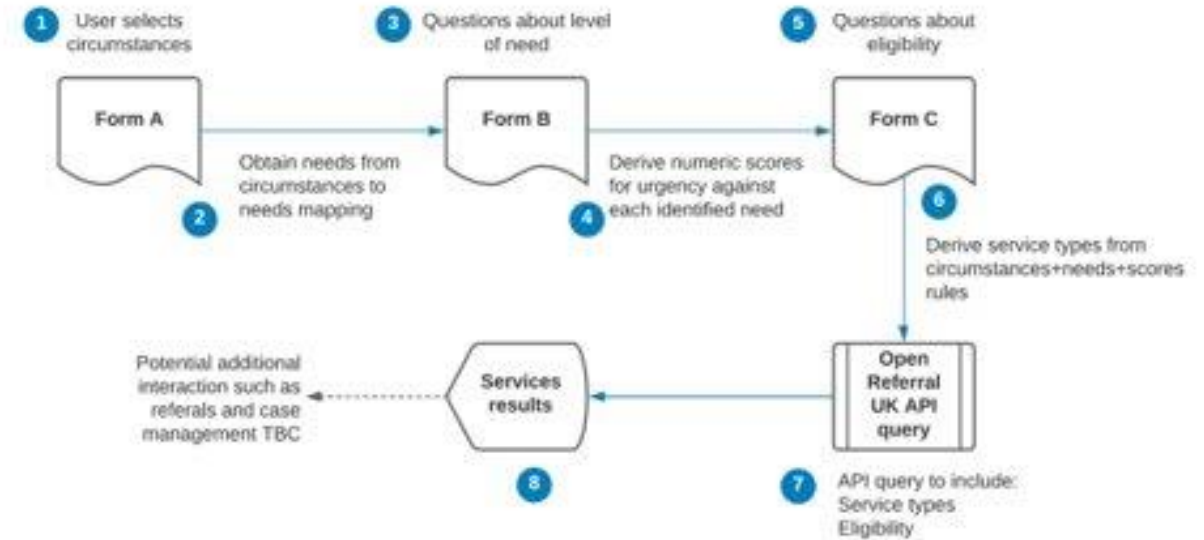 1
User selects
circumstances
3
Questions about level
of need
5
Questions about
eligibility
Form A
Form B
Form C
2
Obtain needs from
circumstances to
needs mapping
4
Derive numeric scores
for urgency against
each identified need
6
Derive service types from
circumstances+needs+scores
rules
Potential additional
interaction such as
referals and case
management TBC
Services
results
Open
Referral
UK API
query
8
7
API query to include:
Service types
Eligibility